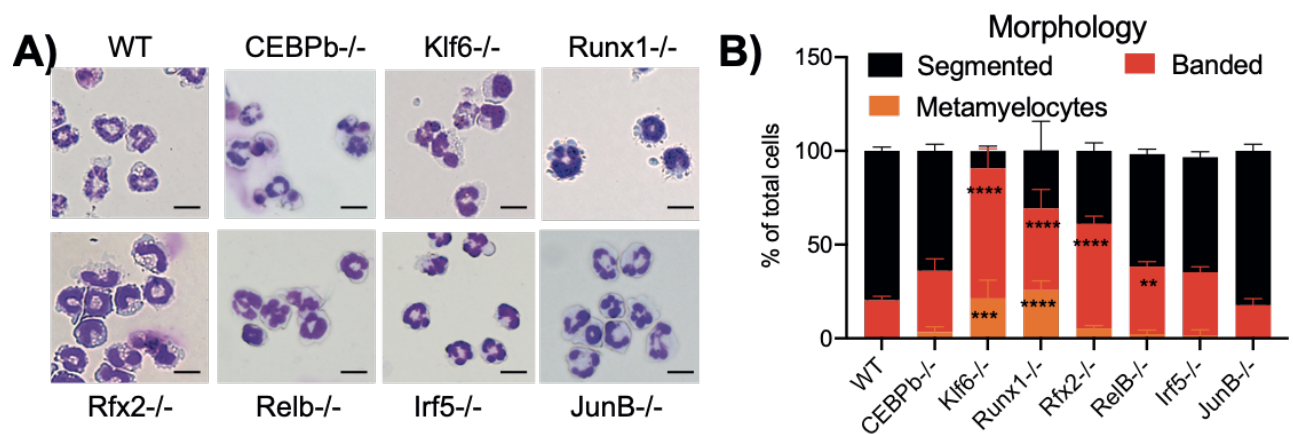 A)
WT
CEBPb-/-
Klf6-/-
Runx1-/-
Rfx2-/-
Relb-/-
Irf5-/-
JunB-/-
B)
Morphology
Segmented
Banded
Metamyelocytes
% of total cells
150
100
50
0
****
***
****
****
****
**
WT
CEBPb-/-
Klf6-/-
Runx1-/-
Rfx2-/-
RelB-/-
Irf5-/-
JunB-/-